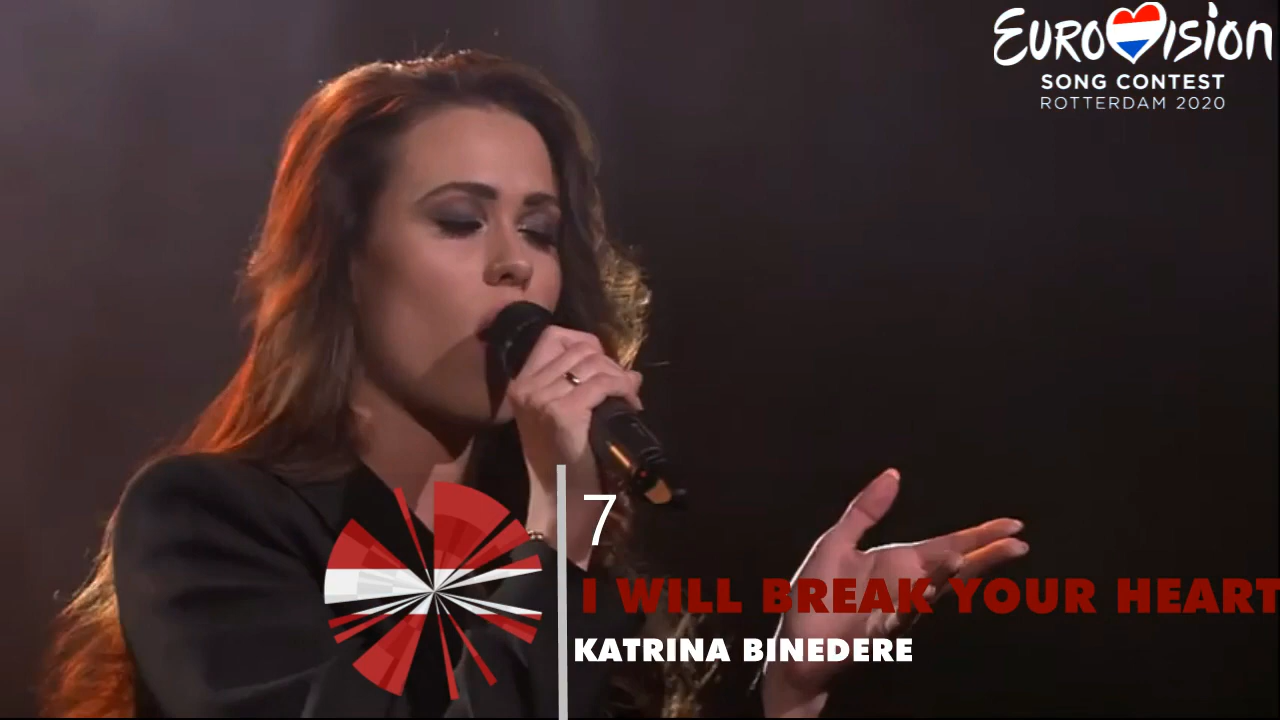 EUROVISION
SONG CONTEST
ROTTERDAM 2020
7
I WILL BREAK YOUR HEART
KATRINA BINEDERE